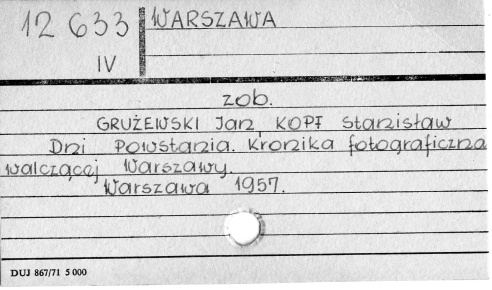 12 633
IV
WARSZAWA
zob.
GRUŻEWSKI Jan, KOPF Stanisław
Dni Powstania. Kronika fotograficzna
walczącej Warszawy.
Warszawa 1957.
DUJ 867/71 5 000